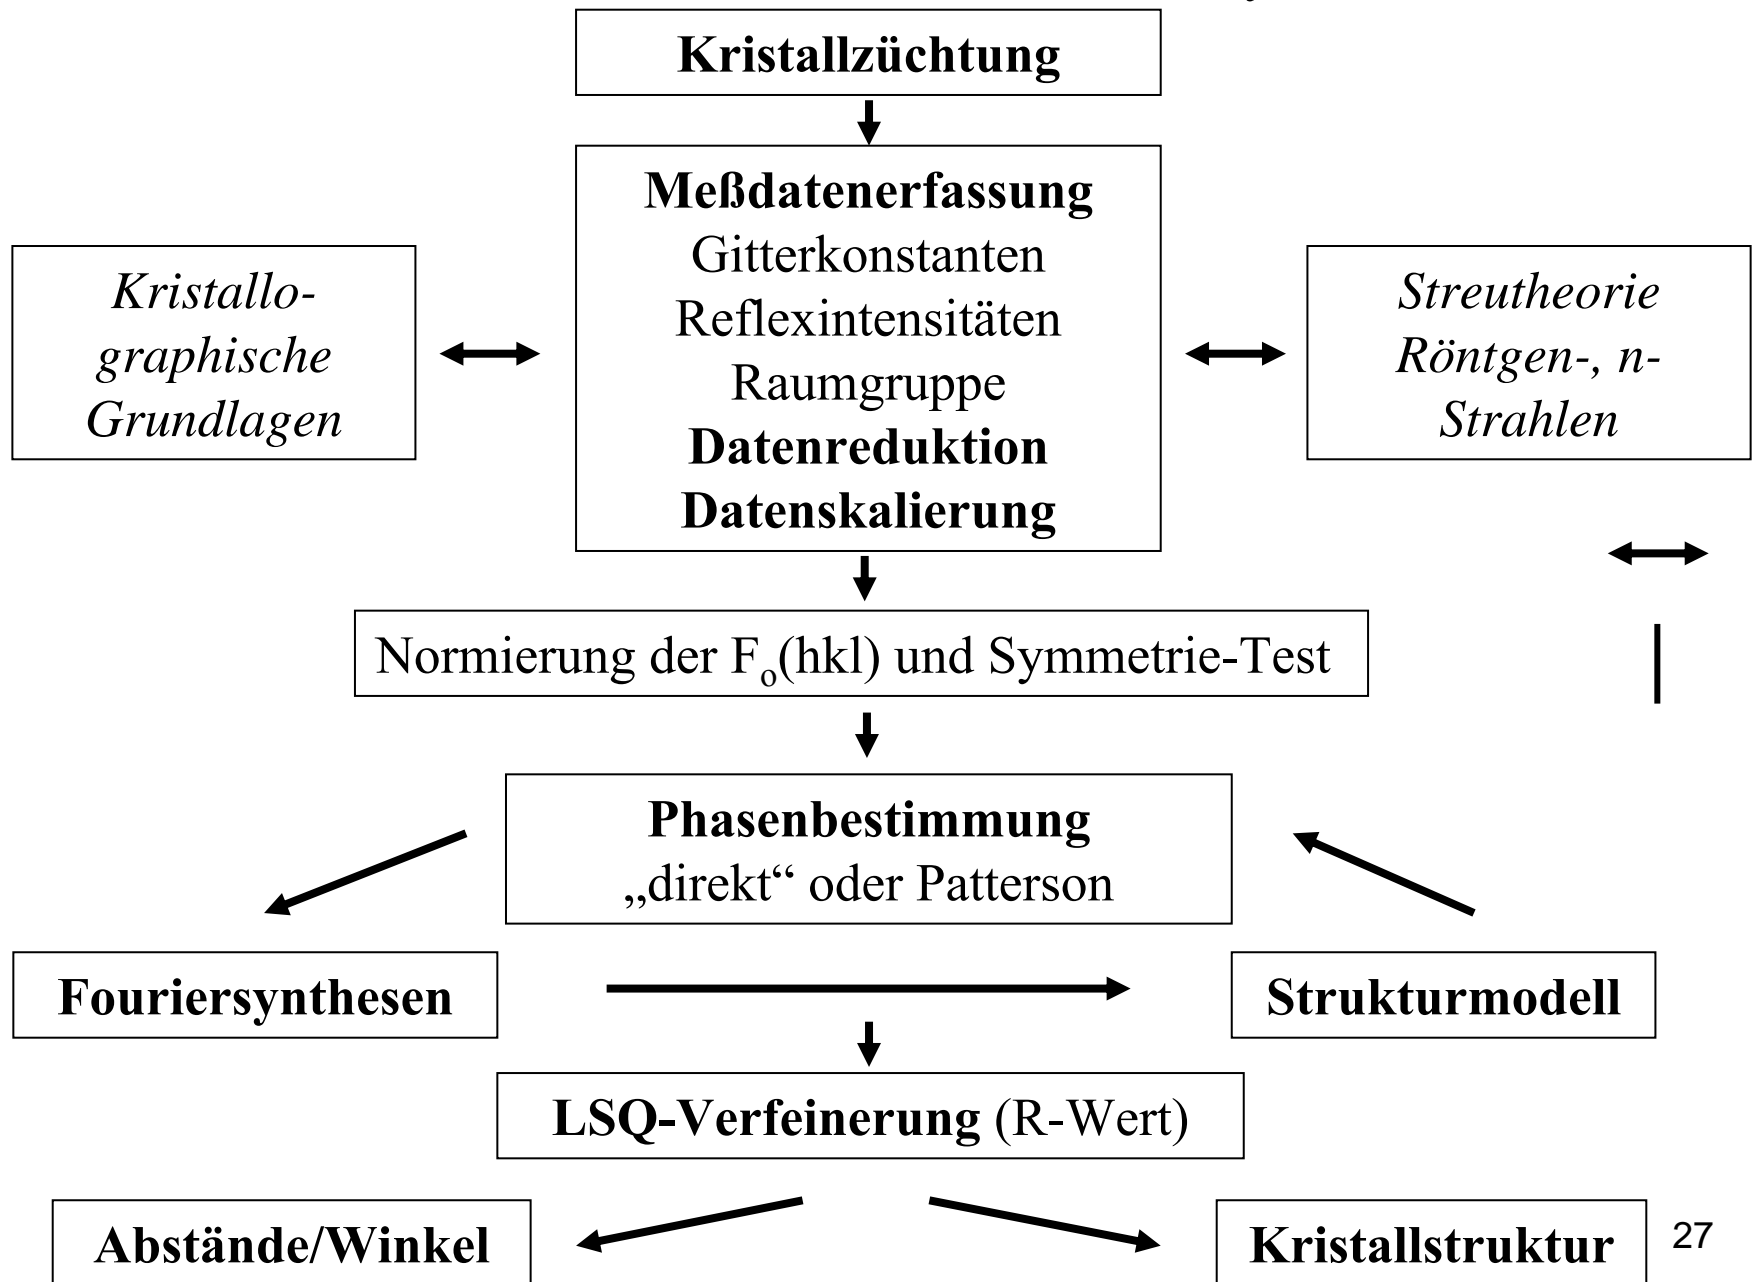 Kristallzüchtung
Meßdatenerfassung
Gitterkonstanten
Reflexintensitäten
Raumgruppe
Datenreduktion
Datenskalierung
Kristallo-
graphische
Grundlagen
Streutheorie
Röntgen-, n-
Strahlen
Normierung der Fo(hkl) und Symmetrie-Test
Phasenbestimmung
„direkt“ oder Patterson
Fouriersynthesen
Strukturmodell
LSQ-Verfeinerung (R-Wert)
Abstände/Winkel
Kristallstruktur
27